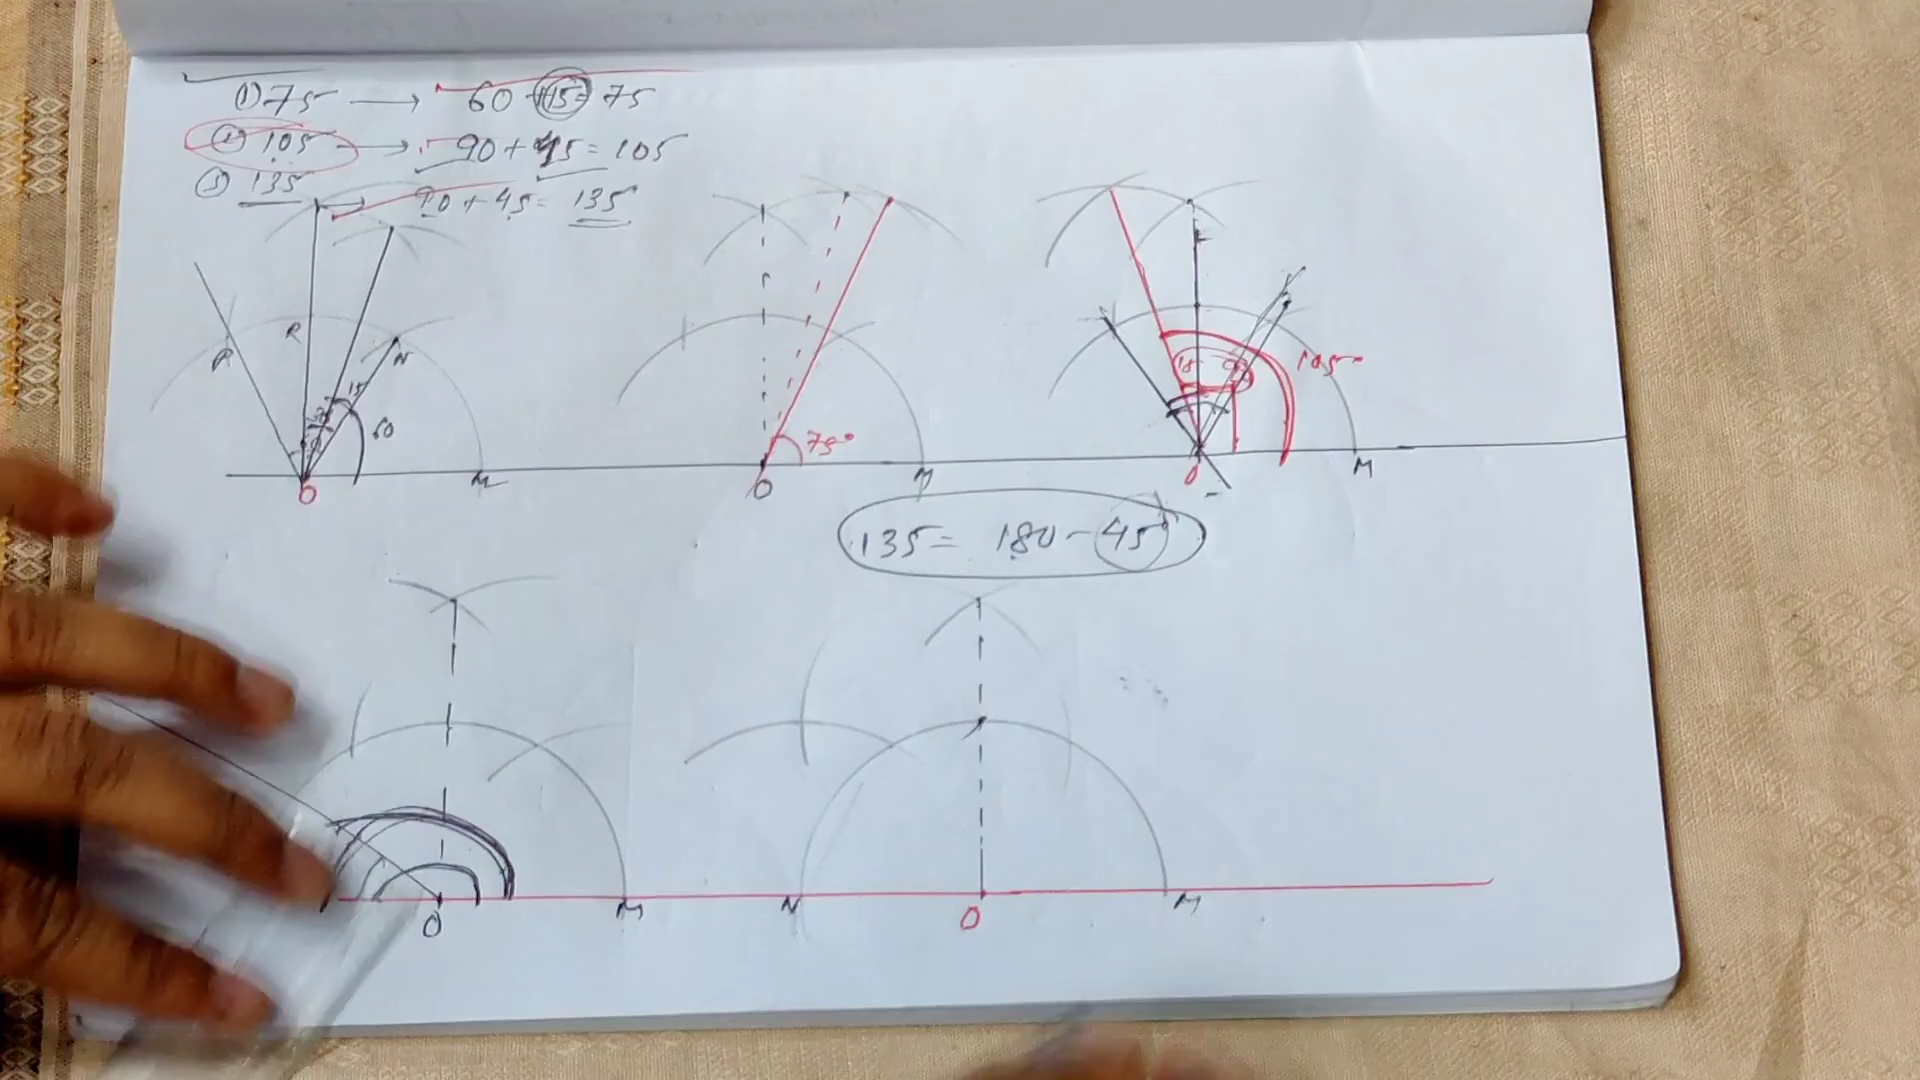 ① 75 → 60 + 15 = 75
② 105 → 90 + 15 = 105
③ 135 → 90 + 45 = 135
R
R
N
15
60
O
M
75°
O
M
15
105°
O
M
135 = 180 - 45°
O
M
N
O
M